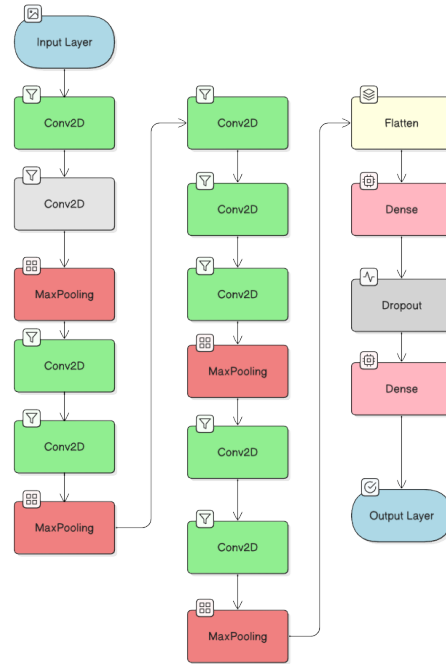 Input Layer
Conv2D
Conv2D
MaxPooling
Conv2D
Conv2D
MaxPooling
Conv2D
Conv2D
Conv2D
MaxPooling
Conv2D
Conv2D
MaxPooling
Flatten
Dense
Dropout
Dense
Output Layer